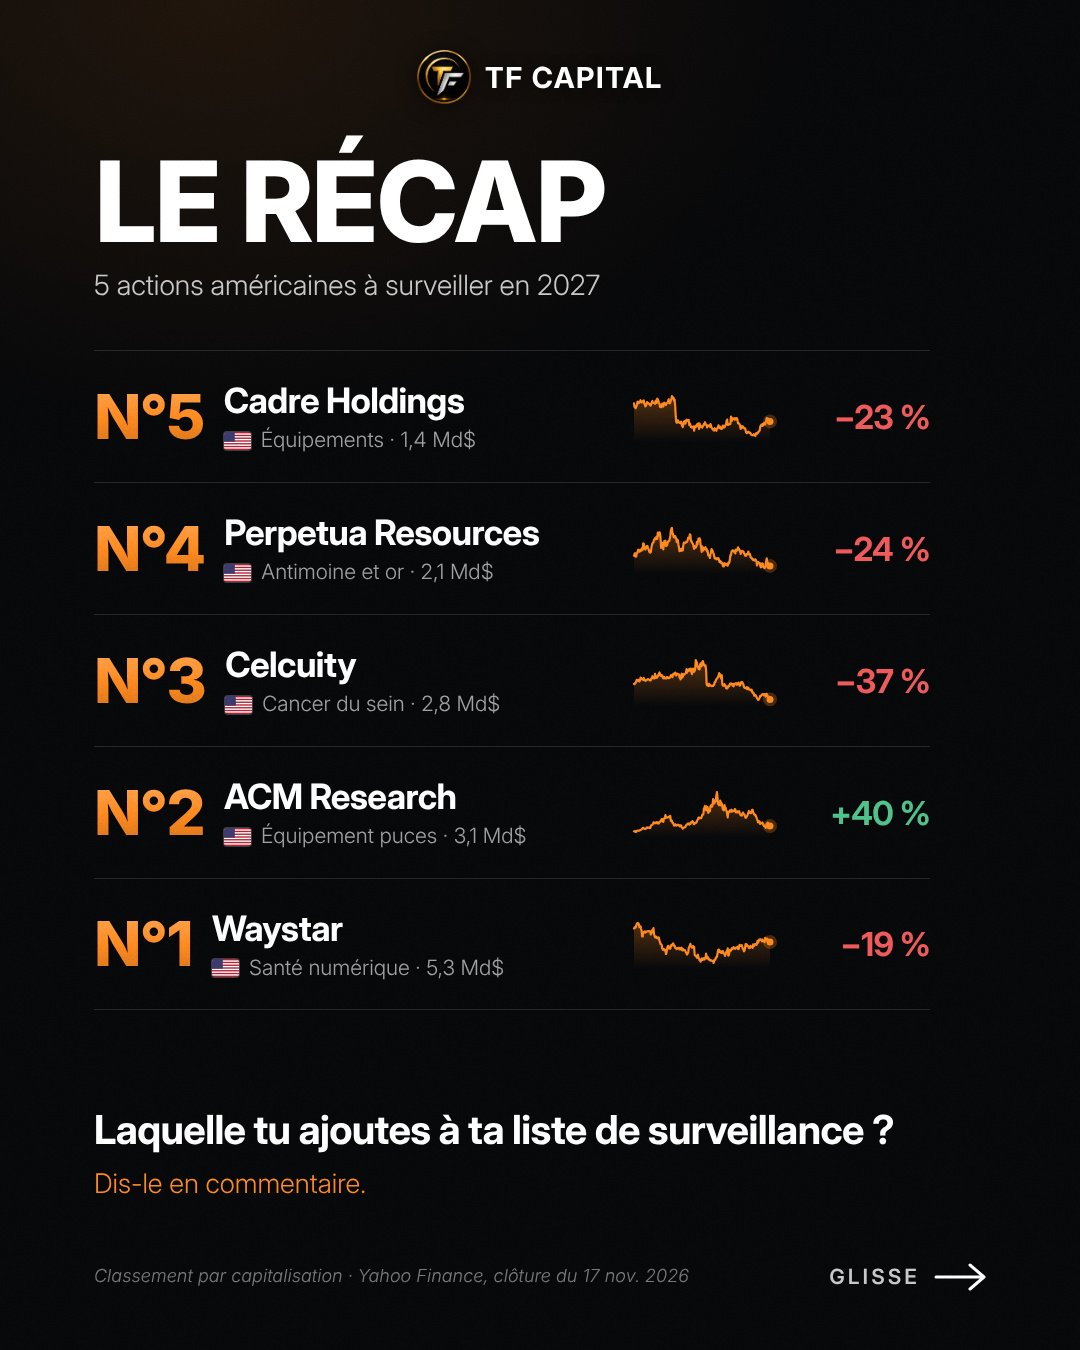 TF CAPITAL
LE RÉCAP
5 actions américaines à surveiller en 2027
N°5 Cadre Holdings
Équipements · 1,4 Md$
−23 %
N°4 Perpetua Resources
Antimoine et or · 2,1 Md$
−24 %
N°3 Celcuity
Cancer du sein · 2,8 Md$
−37 %
N°2 ACM Research
Équipement puces · 3,1 Md$
+40 %
N°1 Waystar
Santé numérique · 5,3 Md$
−19 %
Laquelle tu ajoutes à ta liste de surveillance ?
Dis-le en commentaire.
Classement par capitalisation · Yahoo Finance, clôture du 17 nov. 2026
GLISSE →